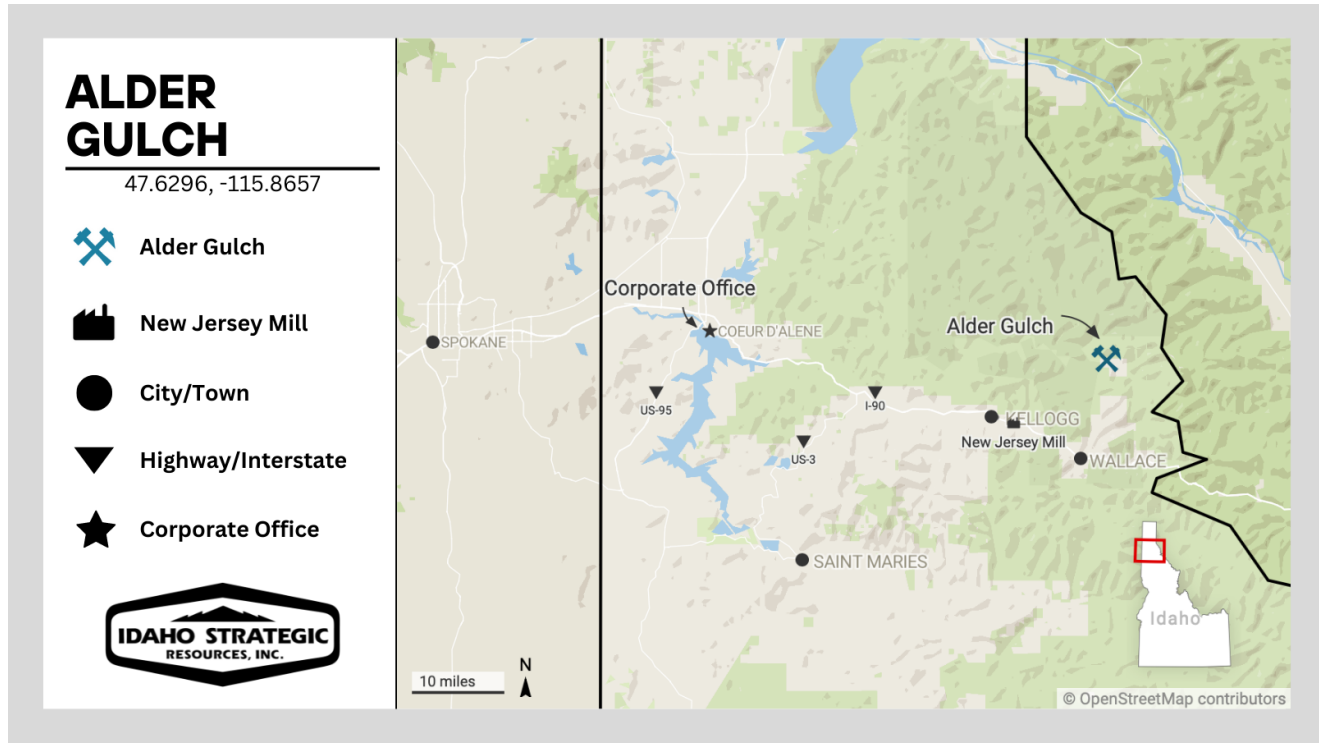 ALDER
GULCH
47.6296, -115.8657
Alder Gulch
New Jersey Mill
City/Town
Highway/Interstate
Corporate Office
IDAHO STRATEGIC
RESOURCES, INC.
Corporate Office
COEUR D'ALENE
SPOKANE
Alder Gulch
US-95
I-90
KELLOGG
New Jersey Mill
US-3
WALLACE
SAINT MARIES
Idaho
N
10 miles
© OpenStreetMap contributors